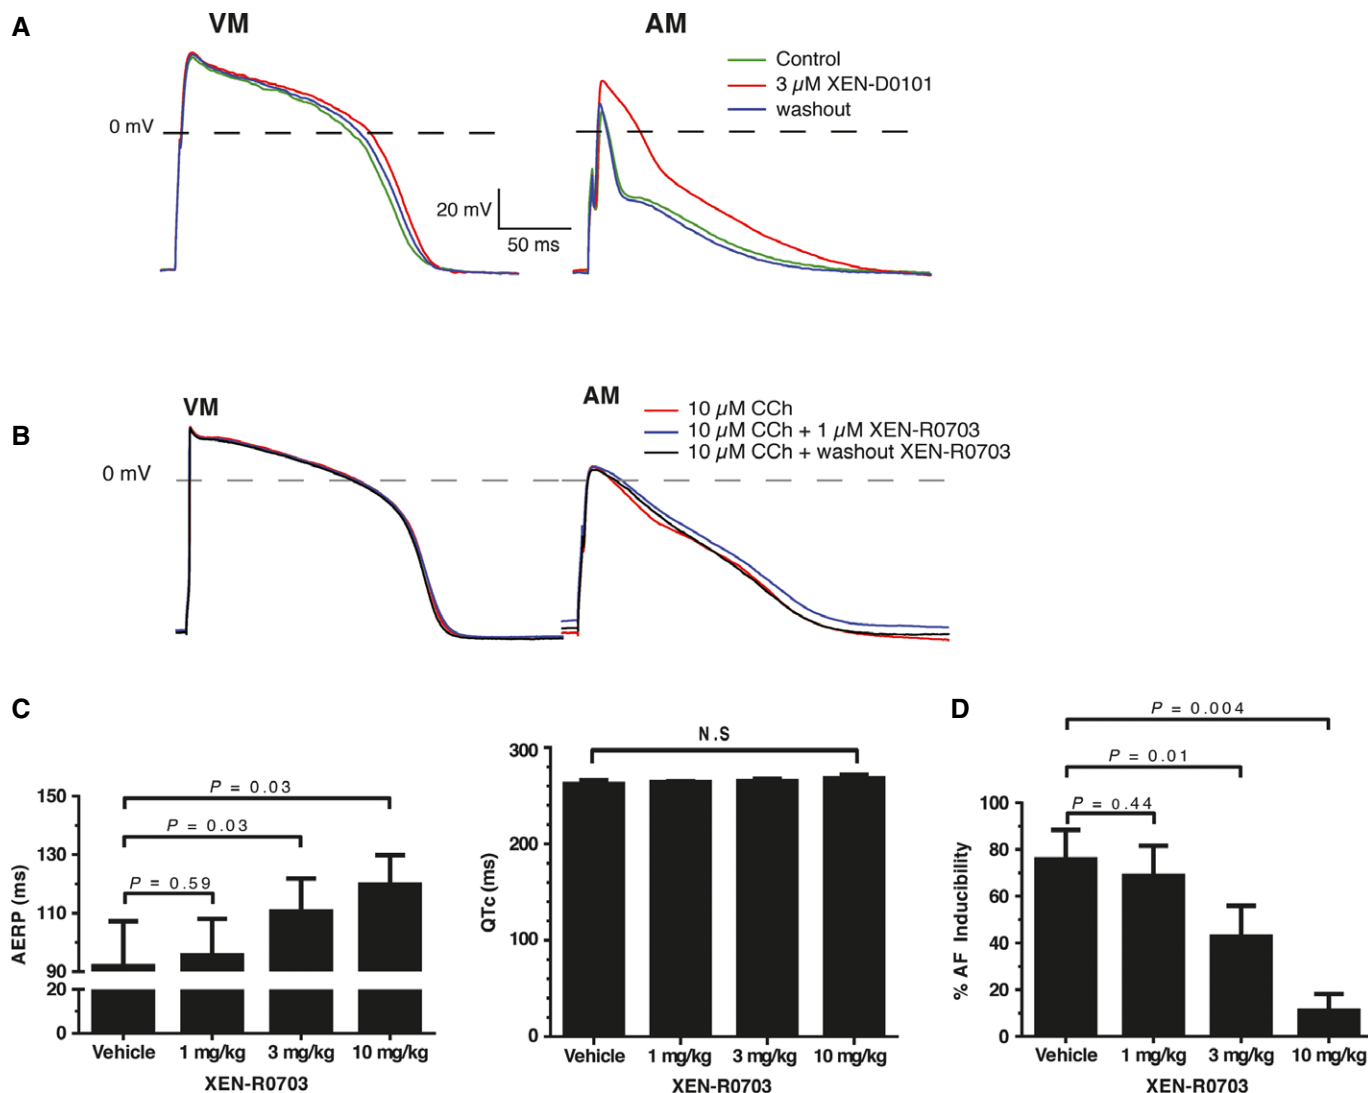 A
VM
AM
Control
3 µM XEN-D0101
washout
0 mV
20 mV
50 ms
B
VM
AM
10 µM CCh
10 µM CCh + 1 µM XEN-R0703
10 µM CCh + washout XEN-R0703
0 mV
C
P = 0.03
P = 0.03
P = 0.59
150
130
110
90
20
0
AERP (ms)
Vehicle 1 mg/kg 3 mg/kg 10 mg/kg
XEN-R0703
N.S
300
200
100
0
QTc (ms)
Vehicle 1 mg/kg 3 mg/kg 10 mg/kg
XEN-R0703
D
P = 0.004
P = 0.01
P = 0.44
100
80
60
40
20
0
% AF Inducibility
Vehicle 1 mg/kg 3 mg/kg 10 mg/kg
XEN-R0703